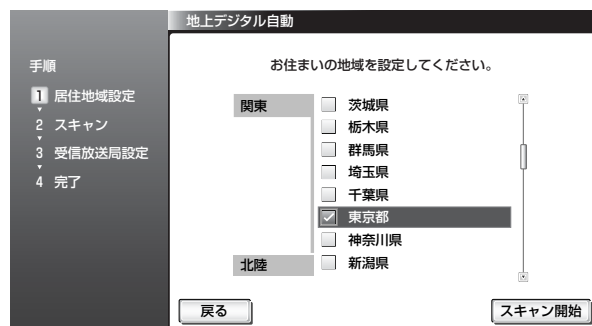 地上デジタル自動
手順
1 居住地域設定
2 スキャン
3 受信放送局設定
4 完了
お住まいの地域を設定してください。
関東
茨城県
栃木県
群馬県
埼玉県
千葉県
東京都
神奈川県
北陸
新潟県
戻る
スキャン開始